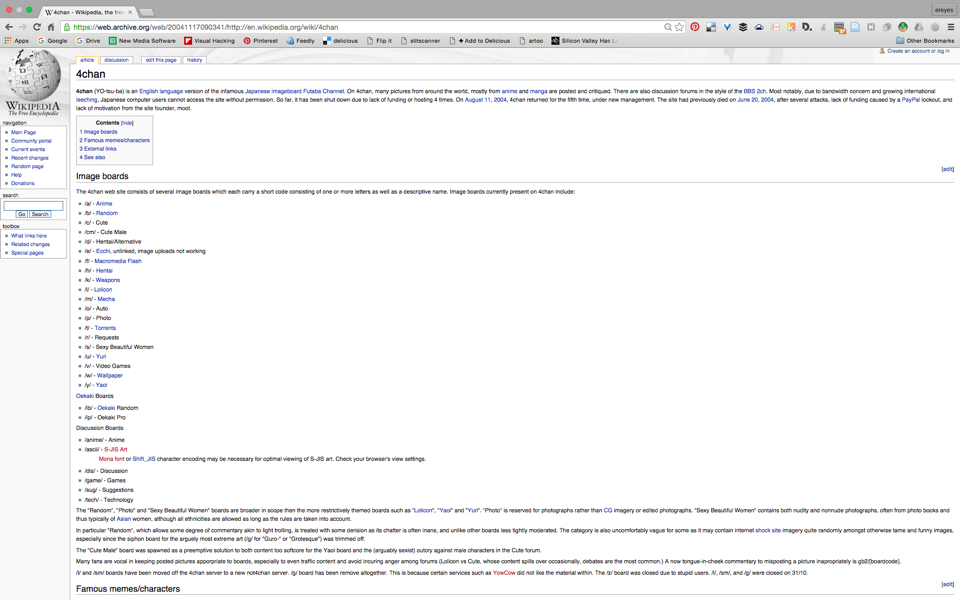 4chan - Wikipedia, the free
ereyes
https://web.archive.org/web/20041117090341/http://en.wikipedia.org/wiki/4chan
Apps Google Drive New Media Software Visual Hacking Pinterest Feedly delicious Flip it slitscanner + Add to Delicious artoo Silicon Valley Has L Other Bookmarks
Create an account or log in
article discussion edit this page history
WIKIPEDIA
The Free Encyclopedia
navigation
Main Page
Community portal
Current events
Recent changes
Random page
Help
Donations
search
Go Search
toolbox
What links here
Related changes
Special pages
4chan
4chan (YO-tsu-ba) is an English language version of the infamous Japanese imageboard Futaba Channel. On 4chan, many pictures from around the world, mostly from anime and manga are posted and critiqued. There are also discussion forums in the style of the BBS 2ch. Most notably, due to bandwidth concern and growing international
leeching, Japanese computer users cannot access the site without permission. So far, it has been shut down due to lack of funding or hosting 4 times. On August 11, 2004, 4chan returned for the fifth time, under new management. The site had previously died on June 20, 2004, after several attacks, lack of funding caused by a PayPal lockout, and
lack of motivation from the site founder, moot.
Contents [hide]
1 Image boards
2 Famous memes/characters
3 External links
4 See also
[edit]
Image boards
The 4chan web site consists of several image boards which each carry a short code consisting of one or more letters as well as a descriptive name. Image boards currently present on 4chan include:
/a/ - Anime
/b/ - Random
/c/ - Cute
/cm/ - Cute Male
/d/ - Hentai/Alternative
/e/ - Ecchi, unlinked, image uploads not working
/f/ - Macromedia Flash
/h/ - Hentai
/k/ - Weapons
/l/ - Lolicon
/m/ - Mecha
/o/ - Auto
/p/ - Photo
/t/ - Torrents
/r/ - Requests
/s/ - Sexy Beautiful Women
/u/ - Yuri
/v/ - Video Games
/w/ - Wallpaper
/y/ - Yaoi
Oekaki Boards
/ib/ - Oekaki Random
/ip/ - Oekaki Pro
Discussion Boards
/anime/ - Anime
/ascii/ - S-JIS Art
Mona font or Shift_JIS character encoding may be necessary for optimal viewing of S-JIS art. Check your browser's view settings.
/dis/ - Discussion
/game/ - Games
/sug/ - Suggestions
/tech/ - Technology
The "Random", "Photo" and "Sexy Beautiful Women" boards are broader in scope then the more restrictively themed boards such as "Lolicon", "Yaoi" and "Yuri". "Photo" is reserved for photographs rather than CG imagery or edited photographs. "Sexy Beautiful Women" contains both nudity and nonnude photographs, often from photo books and
thus typically of Asian women, although all ethnicities are allowed as long as the rules are taken into account.
In particular "Random", which allows some degree of commentary akin to light trolling, is treated with some derision as its chatter is often inane, and unlike other boards less tightly moderated. The category is also uncomfortably vague for some as it may contain internet shock site imagery quite randomly amongst otherwise tame and funny images,
especially since the siphon board for the arguely most extreme art (/g/ for "Guro-" or "Grotesque") was trimmed off.
The "Cute Male" board was spawned as a preemptive solution to both content too softcore for the Yaoi board and the (arguably sexist) outcry against male characters in the Cute forum.
Many fans are vocal in keeping posted pictures apporpriate to boards, especially to even traffic content and avoid incuring anger among forums (Lolicon vs Cute, whose content spills over occasionally, debates are the most common.) A now tongue-in-cheek commentary to misposting a picture inapropriately is gb2/[boardcode].
/l/ and /sm/ boards have been moved off the 4chan server to a new not4chan server. /g/ board has been remove altogether. This is because certain services such as YowCow did not like the material within. The /z/ board was closed due to stupid users. /l/, /sm/, and /g/ were closed on 31/10.
[edit]
Famous memes/characters